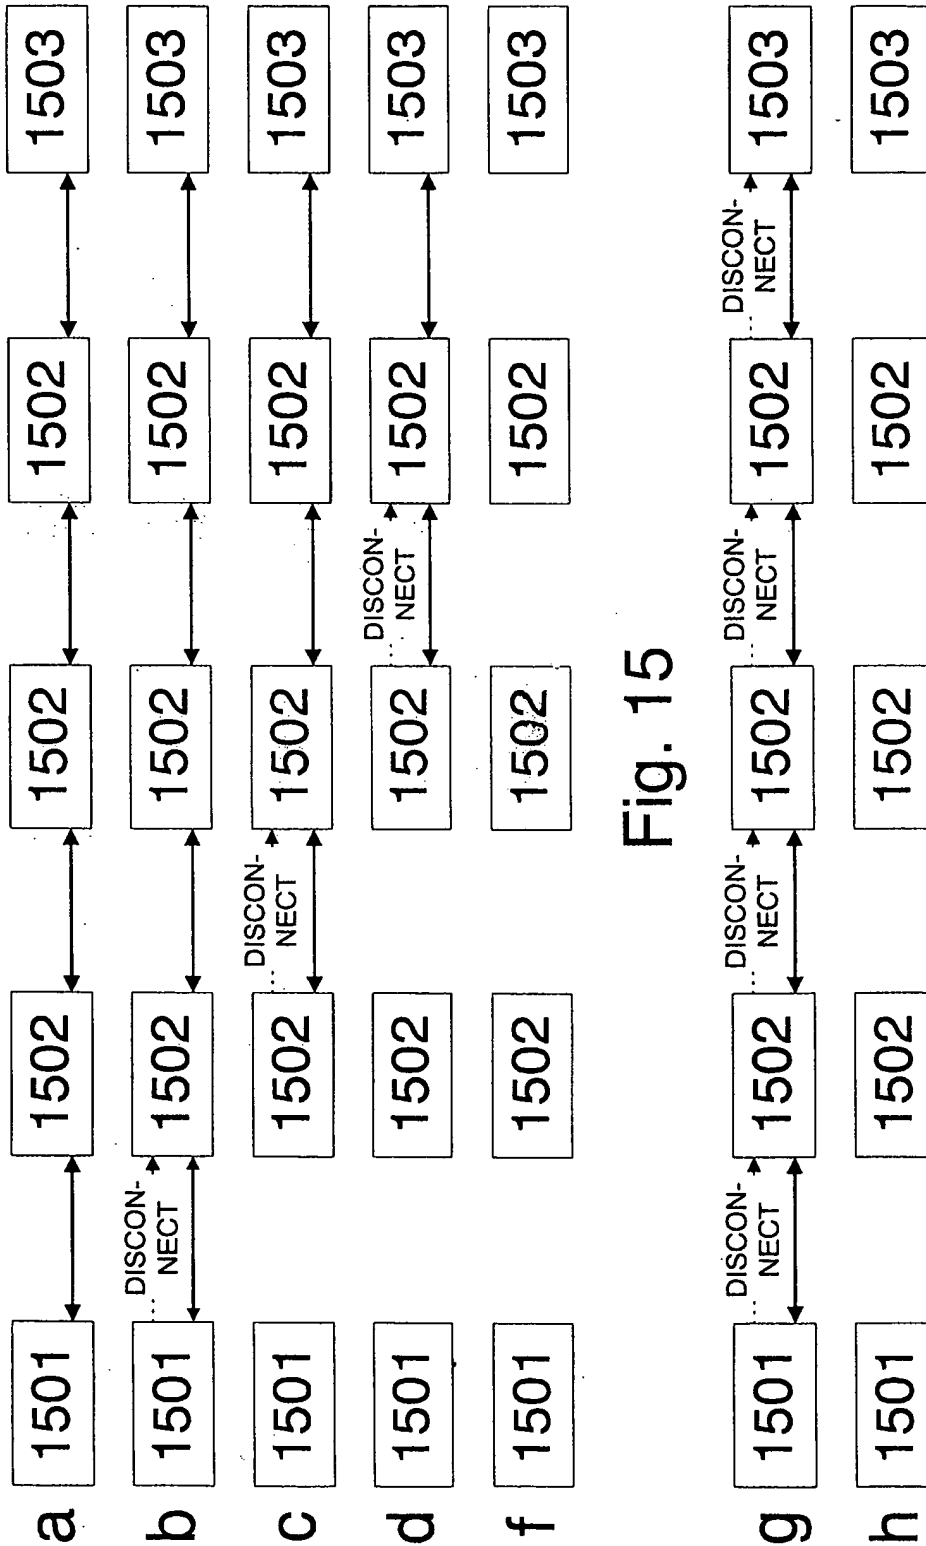 a 1501 1502 1502 1502 1503
b 1501 DISCON-
NECT 1502 1502 1502 1503
c 1501 1502 DISCON-
NECT 1502 1502 1503
d 1501 1502 1502 DISCON-
NECT 1502 1503
f 1501 1502 1502 1502 1503
Fig. 15
g 1501 DISCON-
NECT 1502 DISCON-
NECT 1502 DISCON-
NECT 1502 DISCON-
NECT 1503
h 1501 1502 1502 1502 1503